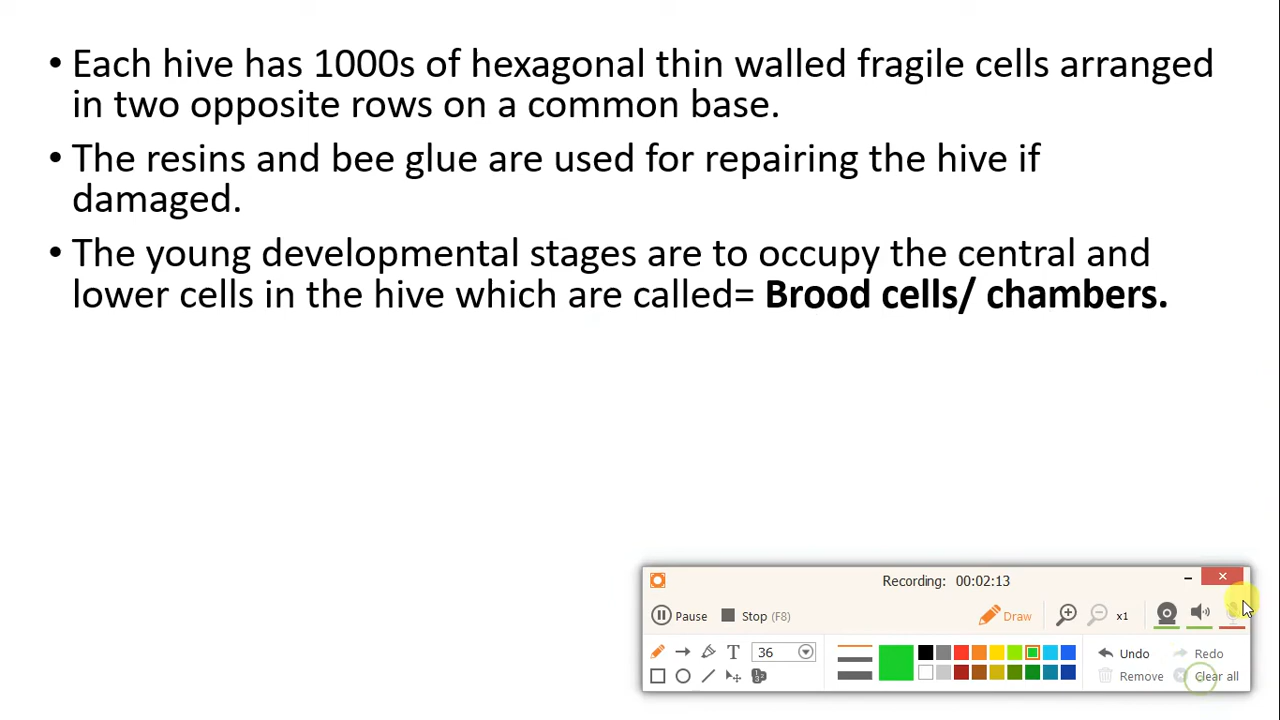 • Each hive has 1000s of hexagonal thin walled fragile cells arranged
in two opposite rows on a common base.
• The resins and bee glue are used for repairing the hive if
damaged.
• The young developmental stages are to occupy the central and
lower cells in the hive which are called= Brood cells/ chambers.
Recording: 00:02:13
Pause Stop (F8) Draw x1
T 36 Undo Redo
Remove Clear all